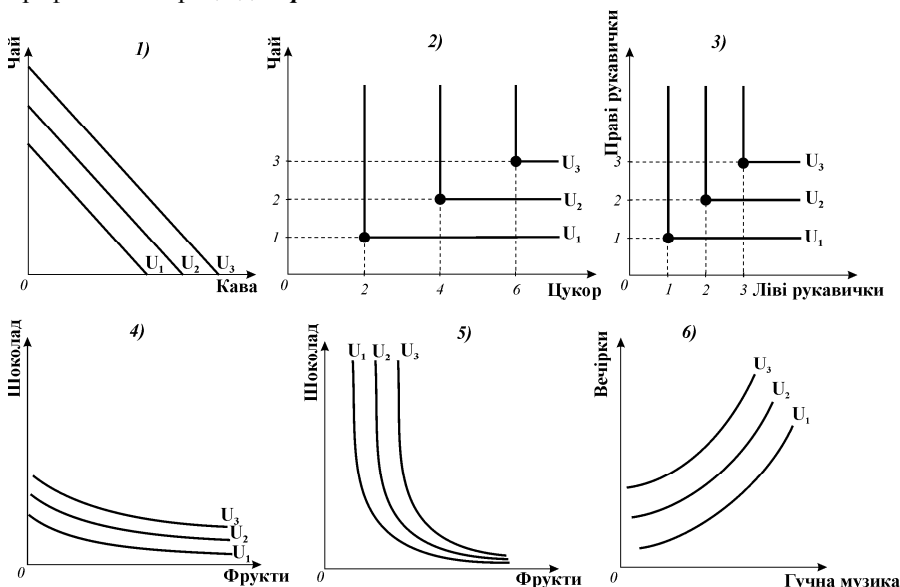 1)
Чай
U₁ U₂ U₃
0
Кава
2)
Чай
3
2
1
U₃
U₂
U₁
0
2 4 6
Цукор
3)
Праві рукавички
3
2
1
U₃
U₂
U₁
0
1 2 3
Ліві рукавички
4)
Шоколад
U₃
U₂
U₁
0
Фрукти
5)
Шоколад
U₁ U₂ U₃
0
Фрукти
6)
Вечірки
U₃
U₂
U₁
0
Гучна музика